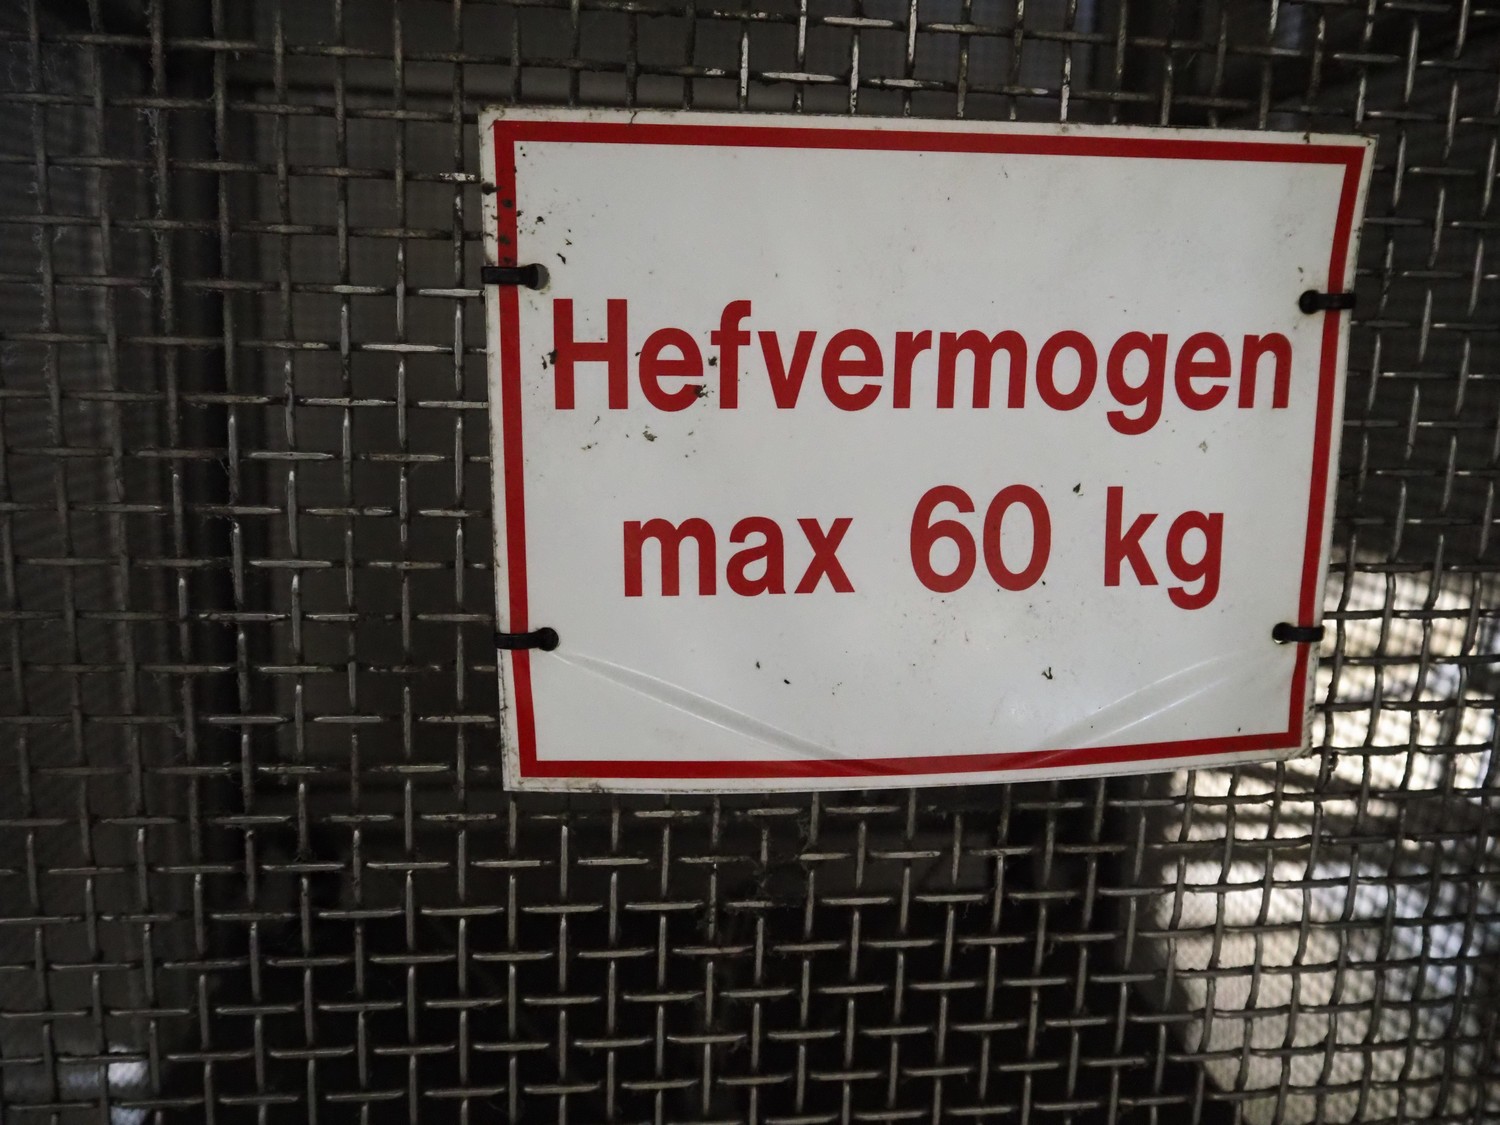 Hefvermogen
max 60 kg